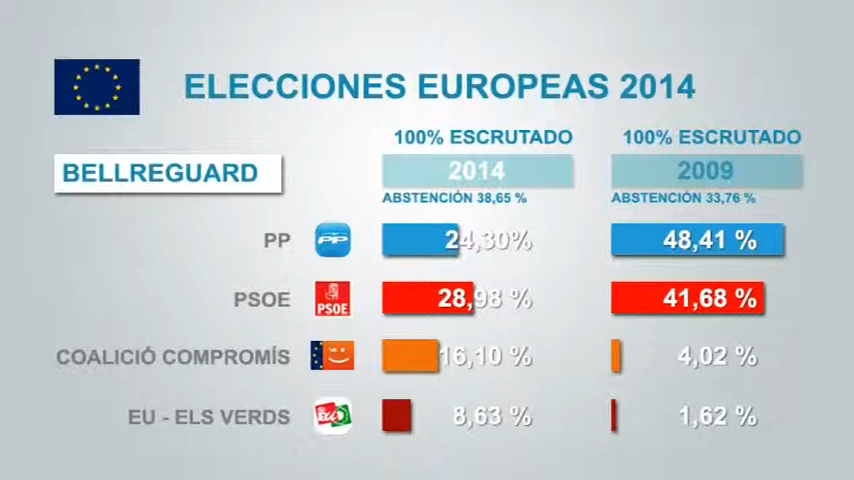 ELECCIONES EUROPEAS 2014
100% ESCRUTADO 100% ESCRUTADO
BELLREGUARD 2014 2009
ABSTENCIÓN 38,65 % ABSTENCIÓN 33,76 %
PP PP 24,30% 48,41 %
PSOE PSOE 28,98 % 41,68 %
COALICIÓ COMPROMÍS 16,10 % 4,02 %
EU - ELS VERDS 8,63 % 1,62 %